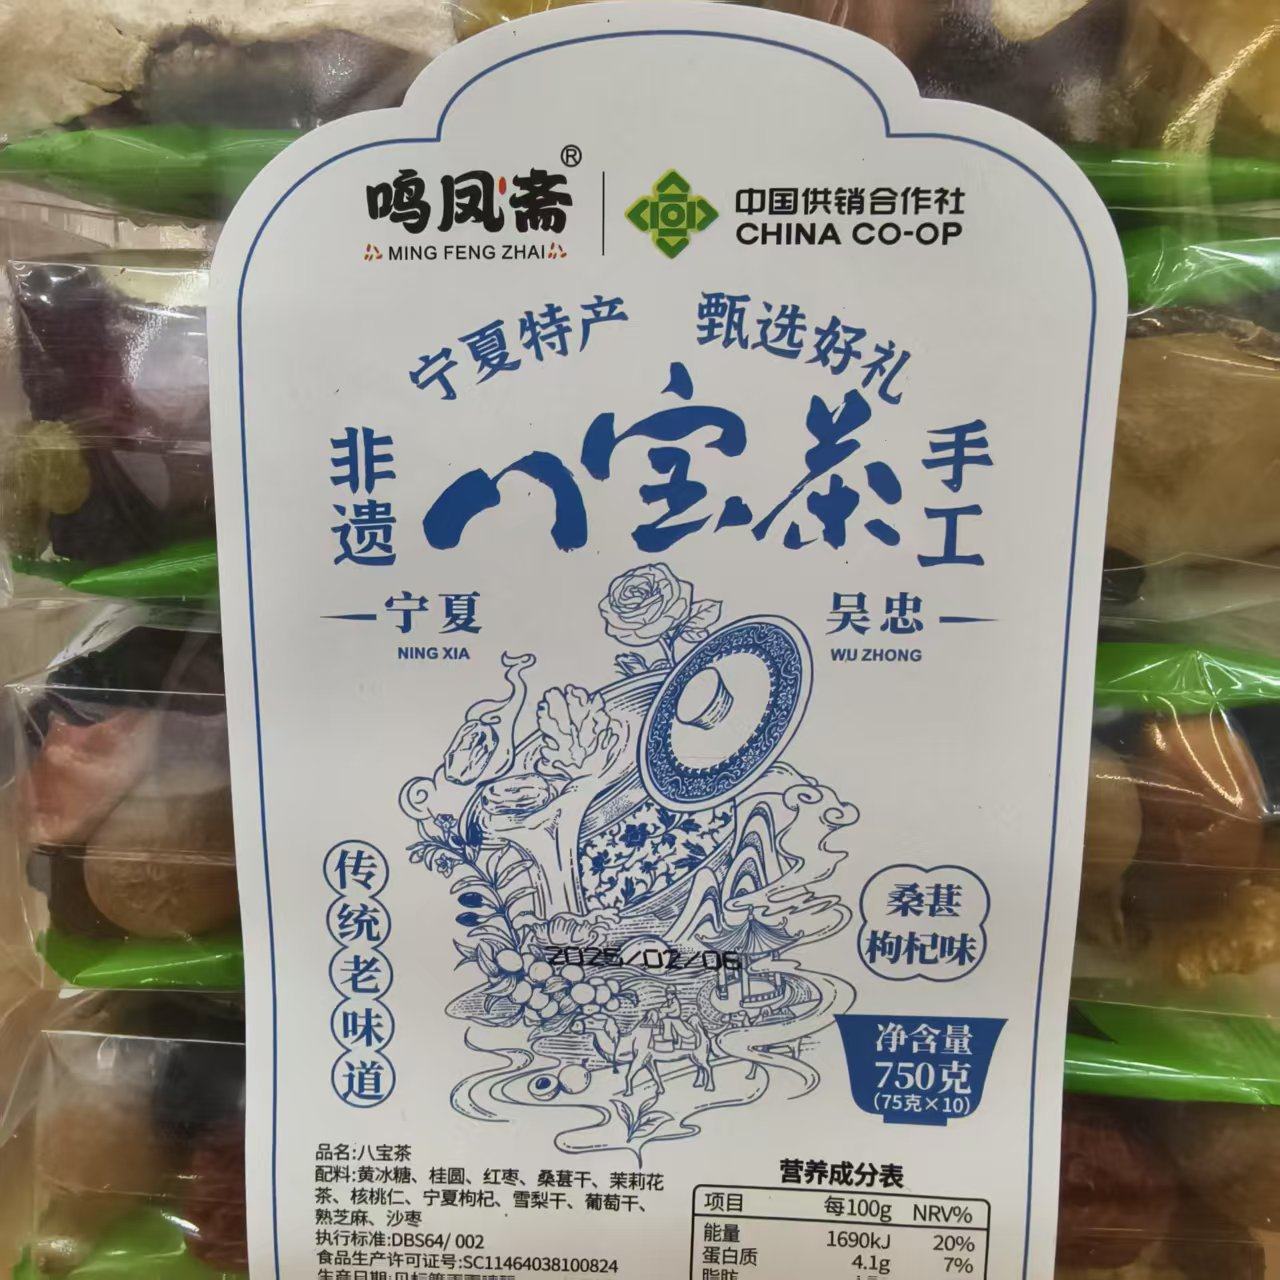 鸣凤斋®
MING FENG ZHAI
中国供销合作社
CHINA CO-OP
宁夏特产 甄选好礼
非遗
八宝茶
手工
宁夏
NING XIA
吴忠
WU ZHONG
传统老味道
桑葚
枸杞味
2025/02/06
净含量
750克
(75克×10)
品名:八宝茶
配料:黄冰糖、桂圆、红枣、桑葚干、茉莉花
茶、核桃仁、宁夏枸杞、雪梨干、葡萄干、
熟芝麻、沙枣
执行标准:DBS64/ 002
食品生产许可证号:SC11464038100824
营养成分表
项目 每100g NRV%
能量 1690kJ 20%
蛋白质 4.1g 7%
脂肪